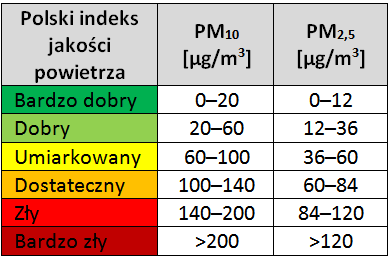 Polski indeks jakości powietrza PM10 [µg/m³] PM2,5 [µg/m³]
Bardzo dobry 0–20 0–12
Dobry 20–60 12–36
Umiarkowany 60–100 36–60
Dostateczny 100–140 60–84
Zły 140–200 84–120
Bardzo zły >200 >120